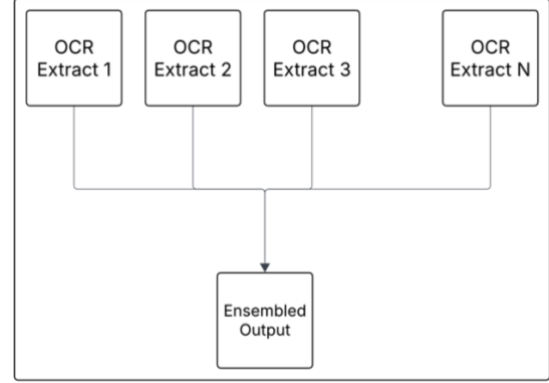 OCR
Extract 1
OCR
Extract 2
OCR
Extract 3
OCR
Extract N
Ensembled
Output